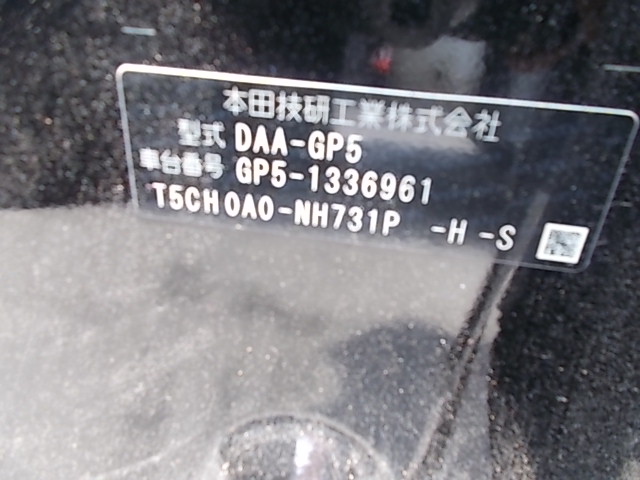 本田技研工業株式会社
型式 DAA-GP5
車台番号 GP5-1336961
T5CH0A0-NH731P -H -S